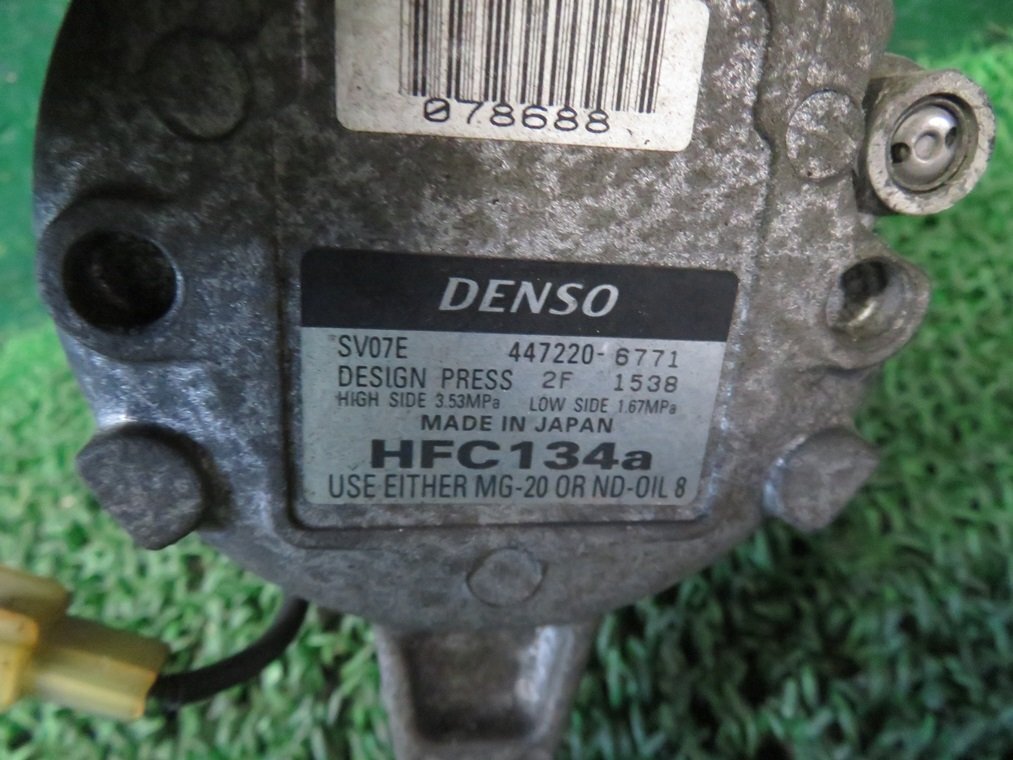 078688
DENSO
SV07E 447220-6771
DESIGN PRESS 2F 1538
HIGH SIDE 3.53MPa LOW SIDE 1.67MPa
MADE IN JAPAN
HFC134a
USE EITHER MG-20 OR ND-OIL 8